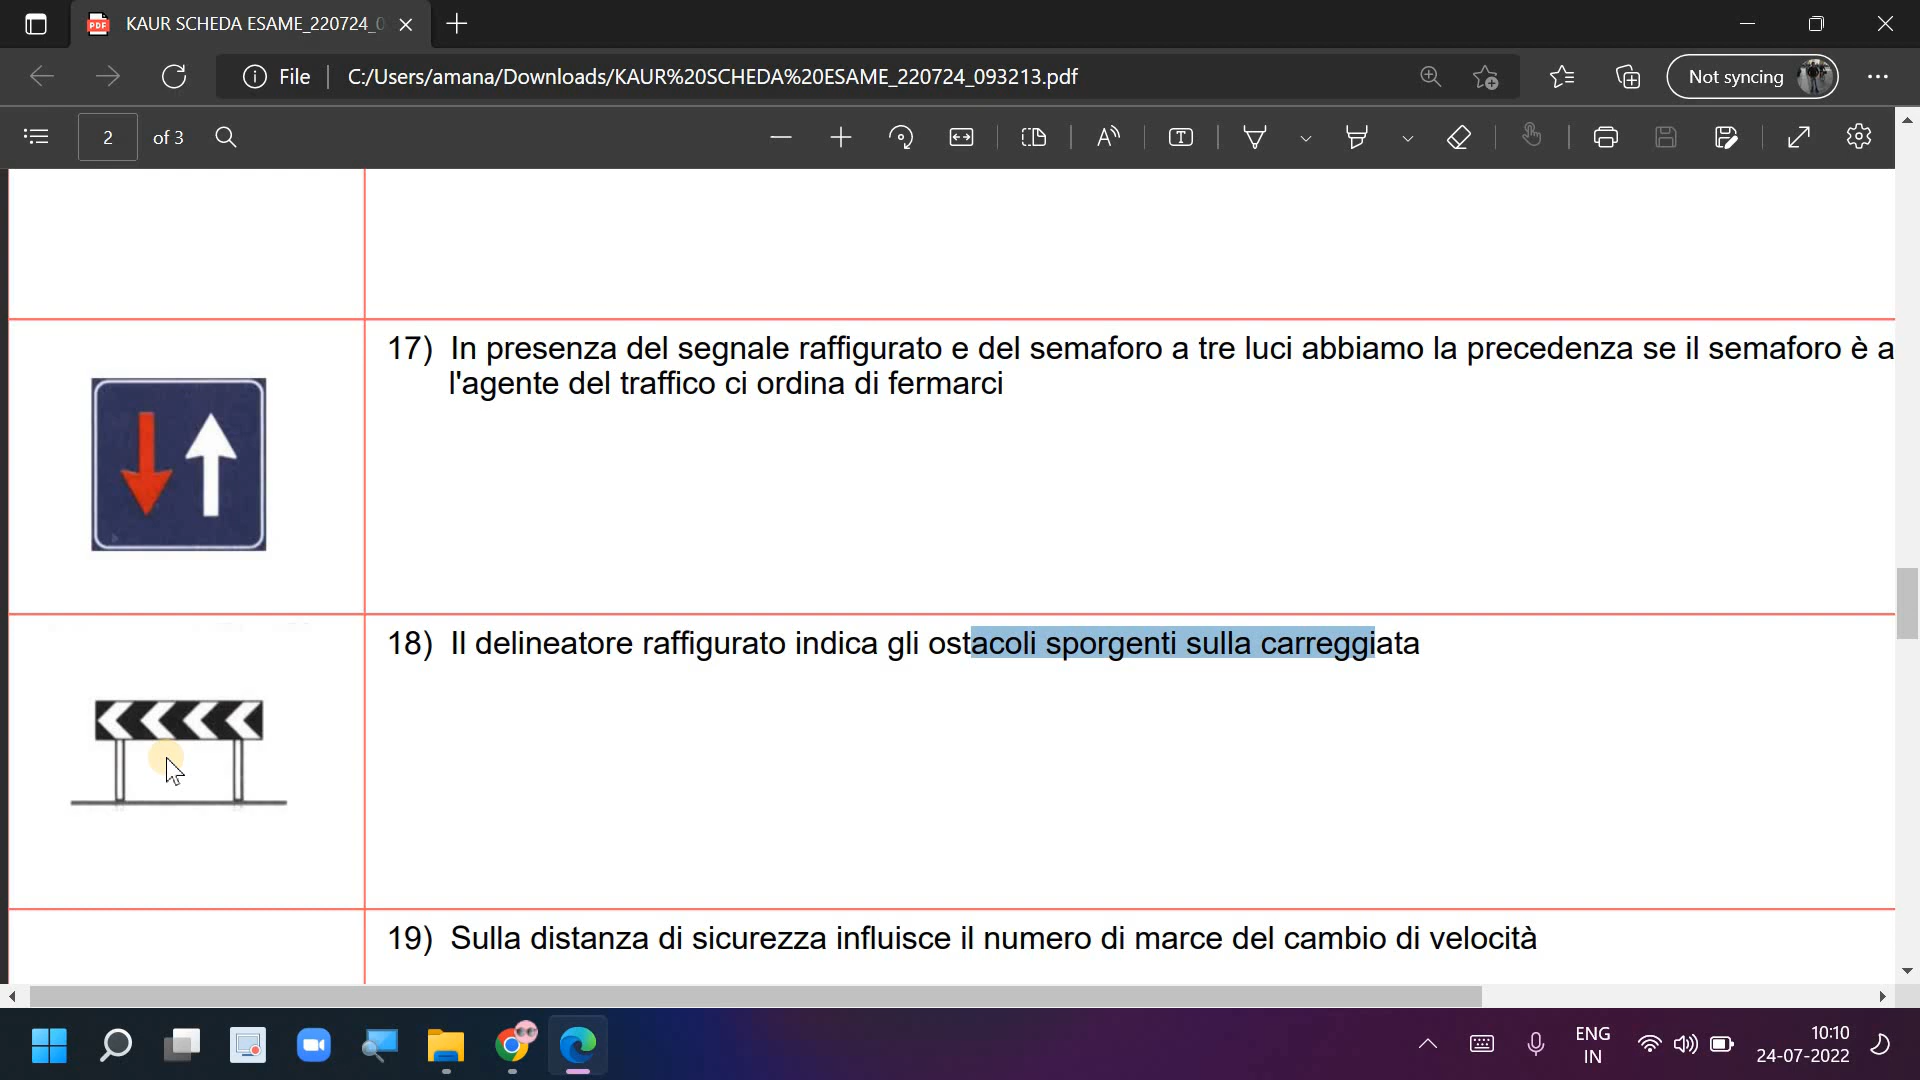 KAUR SCHEDA ESAME_220724_0
File
C:/Users/amana/Downloads/KAUR%20SCHEDA%20ESAME_220724_093213.pdf
Not syncing
2 of 3
17) In presenza del segnale raffigurato e del semaforo a tre luci abbiamo la precedenza se il semaforo è a
l'agente del traffico ci ordina di fermarci
18) Il delineatore raffigurato indica gli ostacoli sporgenti sulla carreggiata
19) Sulla distanza di sicurezza influisce il numero di marce del cambio di velocità
ENG
IN
10:10
24-07-2022